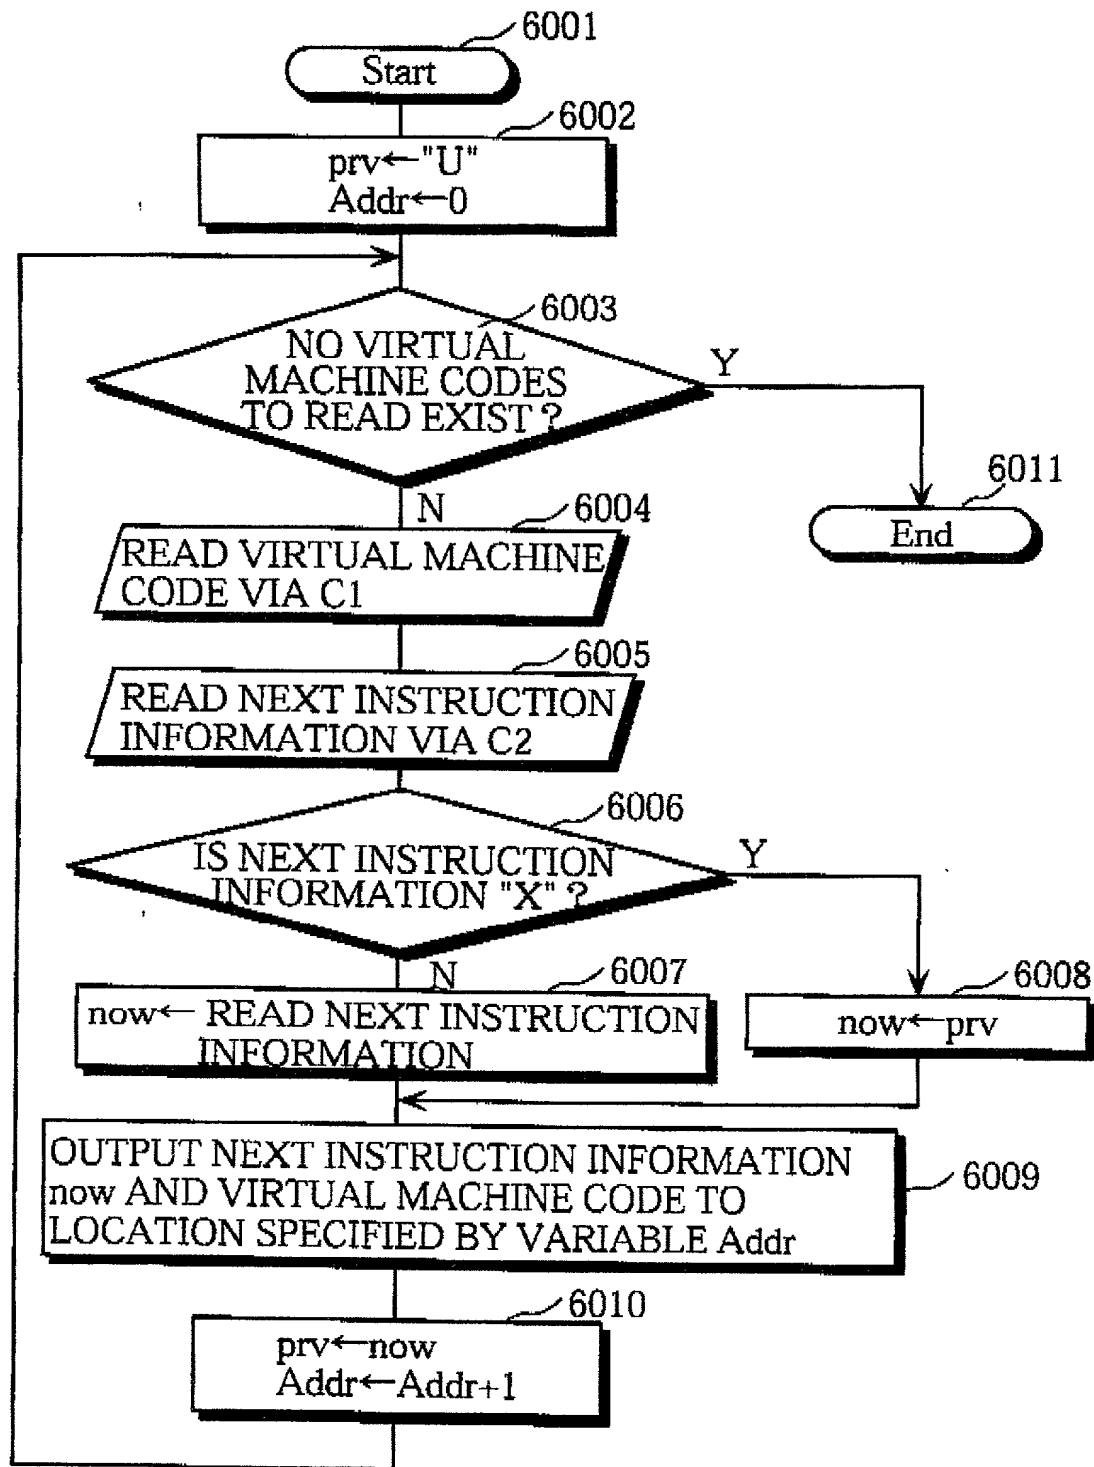 6001
Start
6002
prv←"U"
Addr←0
6003
NO VIRTUAL
MACHINE CODES
TO READ EXIST ?
Y
N
6011
End
6004
READ VIRTUAL MACHINE
CODE VIA C1
6005
READ NEXT INSTRUCTION
INFORMATION VIA C2
6006
IS NEXT INSTRUCTION
INFORMATION "X" ?
Y
N
6007
now← READ NEXT INSTRUCTION
INFORMATION
6008
now←prv
OUTPUT NEXT INSTRUCTION INFORMATION
now AND VIRTUAL MACHINE CODE TO
LOCATION SPECIFIED BY VARIABLE Addr
6009
6010
prv←now
Addr←Addr+1